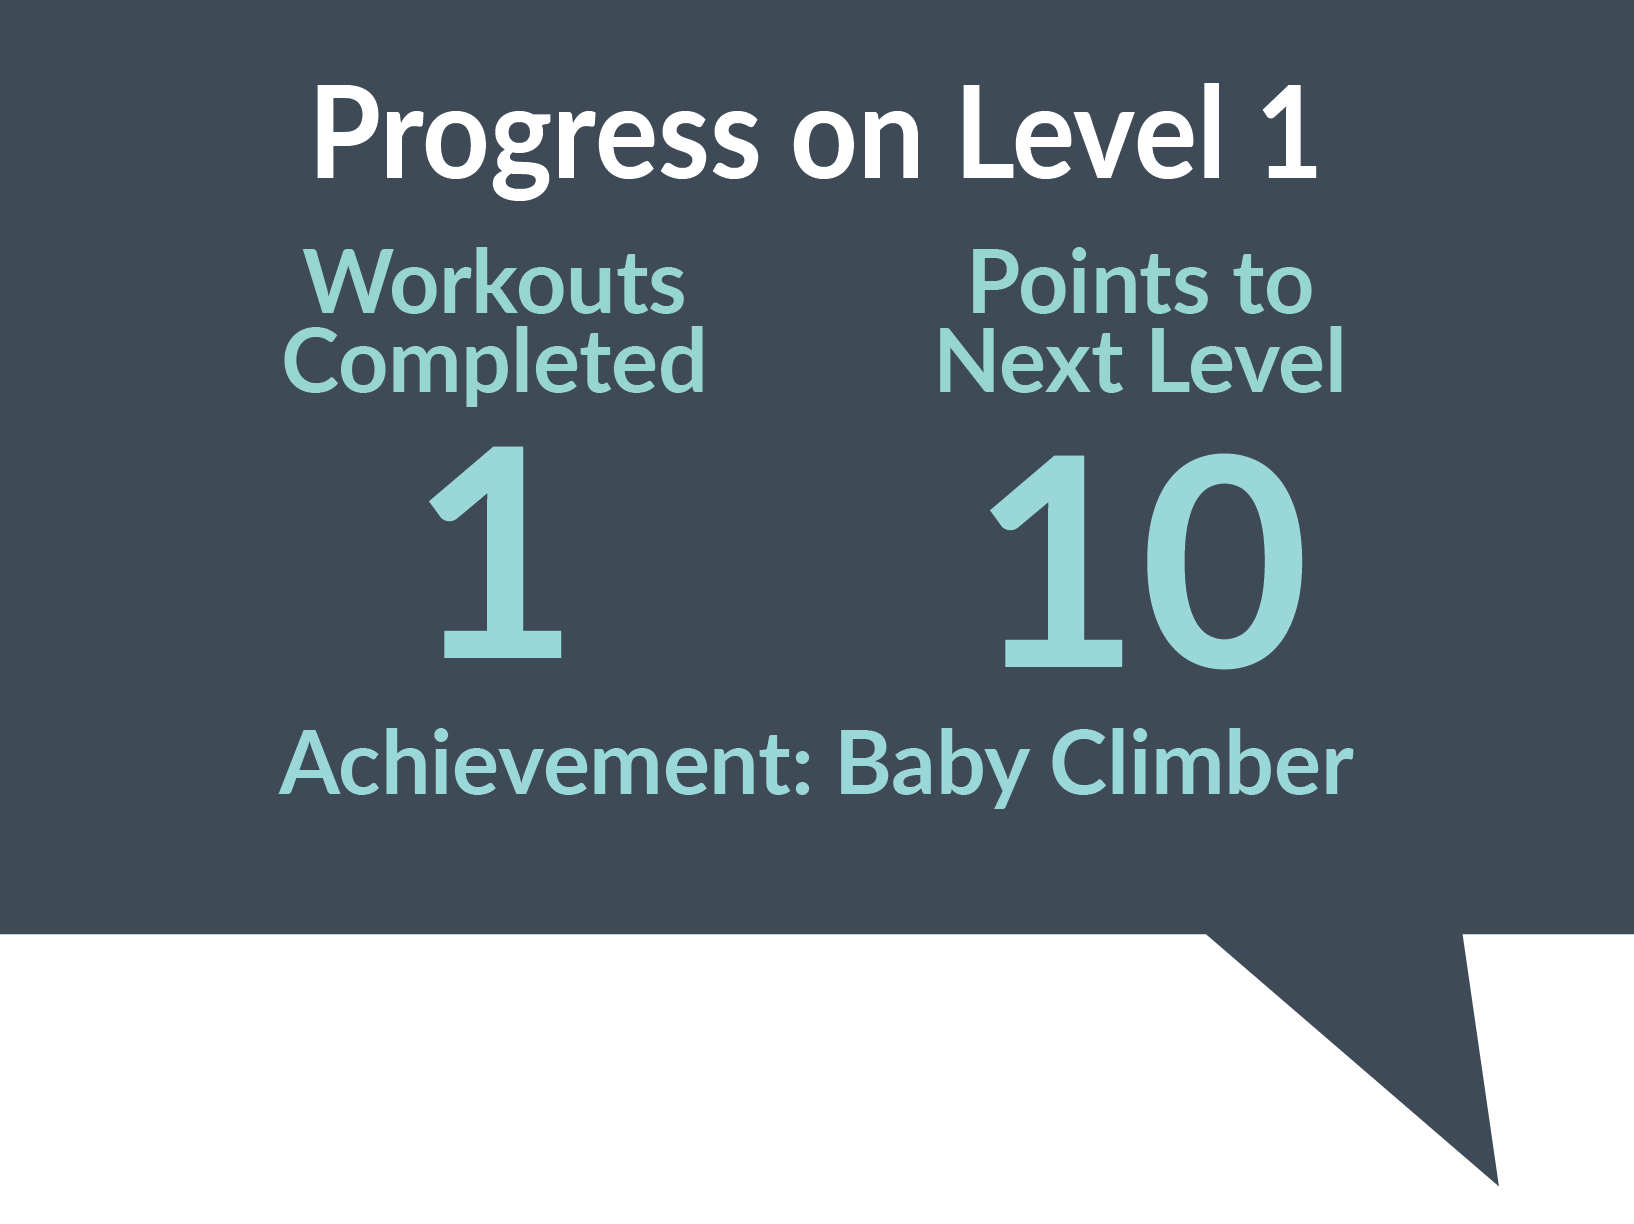 Progress on Level 1
Workouts
Completed
1
Points to
Next Level
10
Achievement: Baby Climber